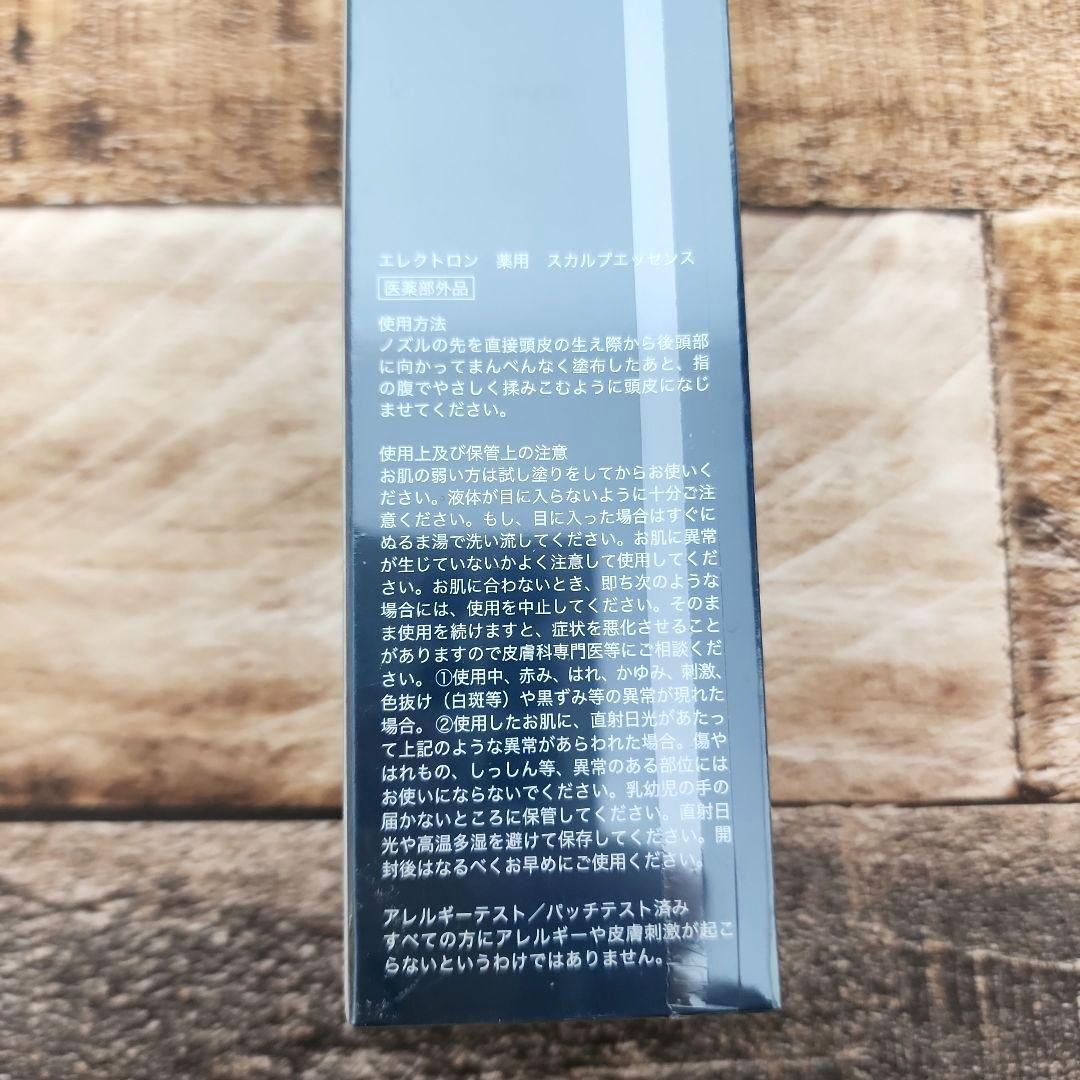 エレクトロン　薬用　スカルプエッセンス
医薬部外品
使用方法
ノズルの先を直接頭皮の生え際から後頭部
に向かってまんべんなく塗布したあと、指
の腹でやさしく揉みこむように頭皮になじ
ませてください。
使用上及び保管上の注意
お肌の弱い方は試し塗りをしてからお使いく
ださい。液体が目に入らないように十分ご注
意ください。もし、目に入った場合はすぐに
ぬるま湯で洗い流してください。お肌に異常
が生じていないかよく注意して使用してくだ
さい。お肌に合わないとき、即ち次のような
場合には、使用を中止してください。そのま
ま使用を続けますと、症状を悪化させること
がありますので皮膚科専門医等にご相談くだ
さい。①使用中、赤み、はれ、かゆみ、刺激、
色抜け（白斑等）や黒ずみ等の異常が現れた
場合。②使用したお肌に、直射日光があたっ
て上記のような異常があらわれた場合。傷や
はれもの、しっしん等、異常のある部位には
お使いにならないでください。乳幼児の手の
届かないところに保管してください。直射日
光や高温多湿を避けて保存してください。開
封後はなるべくお早めにご使用ください。
アレルギーテスト／パッチテスト済み
すべての方にアレルギーや皮膚刺激が起こ
らないというわけではありません。